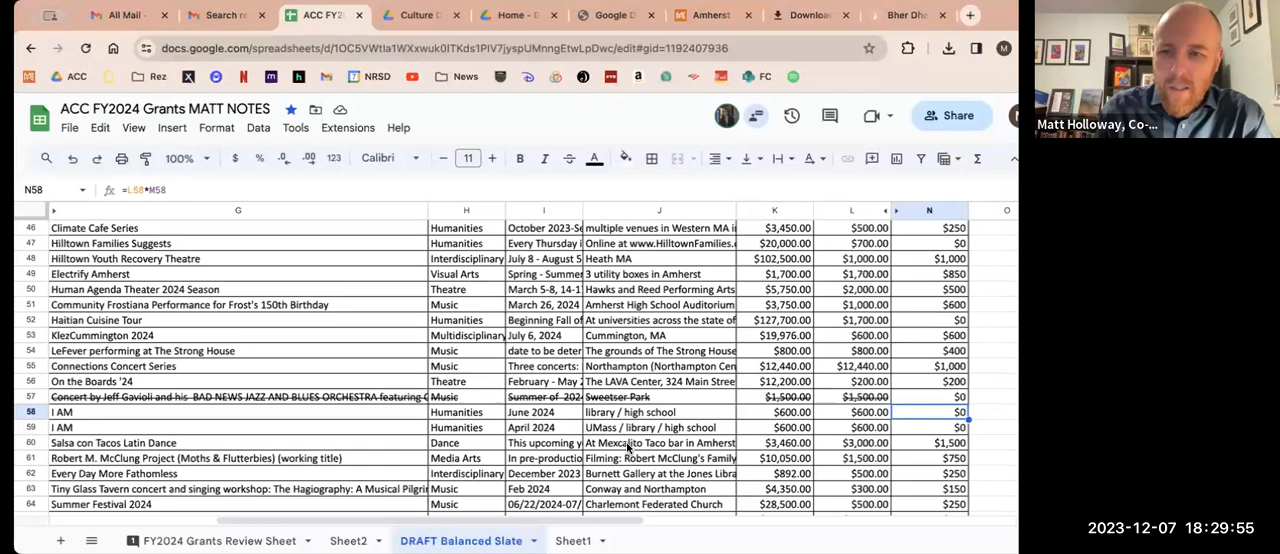 All Mail - Search re ACC FY2 Culture D Home - B Google D Amherst Downloa Bher Dhe
docs.google.com/spreadsheets/d/1OC5VWtla1WXxwuk0ITKds1PIV7jyspUMnngEtwLpDwc/edit#gid=1192407936
ACC Rez NRSD News FC
ACC FY2024 Grants MATT NOTES
File Edit View Insert Format Data Tools Extensions Help
Share
100% $ % .0 .00 123 Calibri 11 B I A
N58 fx =L58*M58
G H I J K L N O
46 Climate Cafe Series Humanities October 2023-Se multiple venues in Western MA i $3,450.00 $500.00 $250
47 Hilltown Families Suggests Humanities Every Thursday i Online at www.HilltownFamilies. $20,000.00 $700.00 $0
48 Hilltown Youth Recovery Theatre Interdisciplinary July 8 - August 5 Heath MA $102,500.00 $1,000.00 $1,000
49 Electrify Amherst Visual Arts Spring - Summer 3 utility boxes in Amherst $1,700.00 $1,700.00 $850
50 Human Agenda Theater 2024 Season Theatre March 5-8, 14-1 Hawks and Reed Performing Arts $5,750.00 $2,000.00 $500
51 Community Frostiana Performance for Frost's 150th Birthday Music March 26, 2024 Amherst High School Auditorium $3,750.00 $1,000.00 $600
52 Haitian Cuisine Tour Humanities Beginning Fall of At universities across the state of $127,700.00 $1,700.00 $0
53 KlezCummington 2024 Multidisciplinary July 6, 2024 Cummington, MA $19,976.00 $600.00 $600
54 LeFever performing at The Strong House Music date to be deter The grounds of The Strong House $800.00 $800.00 $400
55 Connections Concert Series Music Three concerts: Northampton (Northampton Cen $12,440.00 $12,440.00 $1,000
56 On the Boards '24 Theatre February - May 2 The LAVA Center, 324 Main Street $12,200.00 $200.00 $200
57 Concert by Jeff Gavioli and his BAD NEWS JAZZ AND BLUES ORCHESTRA featuring Music Summer of 202 Sweetser Park $1,500.00 $1,500.00 $0
58 I AM Humanities June 2024 library / high school $600.00 $600.00 $0
59 I AM Humanities April 2024 UMass / library / high school $600.00 $600.00 $0
60 Salsa con Tacos Latin Dance Dance This upcoming y At Mexcalito Taco bar in Amherst $3,460.00 $3,000.00 $1,500
61 Robert M. McClung Project (Moths & Flutterbies) (working title) Media Arts In pre-productio Filming: Robert McClung's Family $10,050.00 $1,500.00 $750
62 Every Day More Fathomless Interdisciplinary December 2023 Burnett Gallery at the Jones Libra $892.00 $500.00 $250
63 Tiny Glass Tavern concert and singing workshop: The Hagiography: A Musical Pilgri Music Feb 2024 Conway and Northampton $4,350.00 $300.00 $150
64 Summer Festival 2024 Music 06/22/2024-07/ Charlemont Federated Church $28,500.00 $500.00 $250
1 FY2024 Grants Review Sheet Sheet2 DRAFT Balanced Slate Sheet1
Matt Holloway, Co-...
2023-12-07 18:29:55